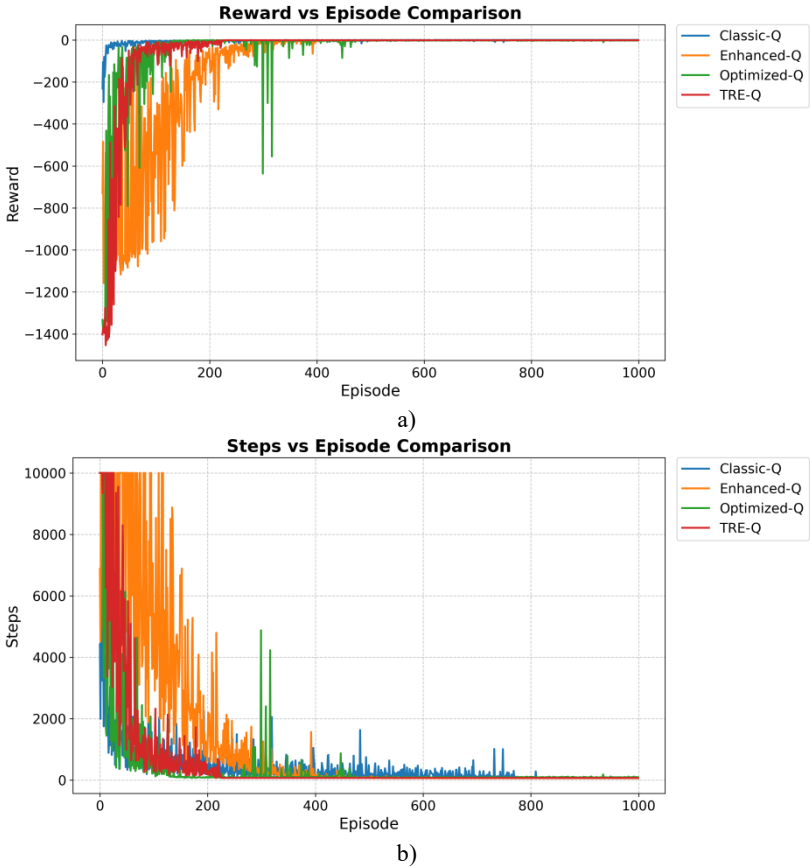 Reward vs Episode Comparison
Classic-Q
Enhanced-Q
Optimized-Q
TRE-Q
0
−200
−400
−600
−800
−1000
−1200
−1400
Reward
0 200 400 600 800 1000
Episode
a)
Steps vs Episode Comparison
Classic-Q
Enhanced-Q
Optimized-Q
TRE-Q
10000
8000
6000
4000
2000
0
Steps
0 200 400 600 800 1000
Episode
b)